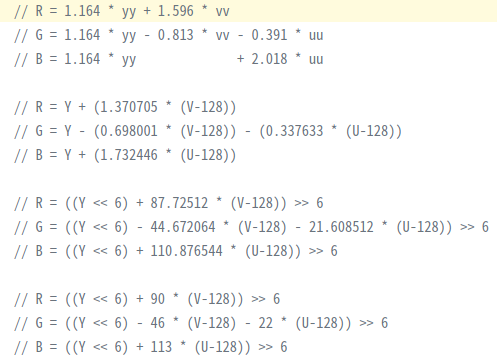 // R = 1.164 * yy + 1.596 * vv
// G = 1.164 * yy - 0.813 * vv - 0.391 * uu
// B = 1.164 * yy              + 2.018 * uu

// R = Y + (1.370705 * (V-128))
// G = Y - (0.698001 * (V-128)) - (0.337633 * (U-128))
// B = Y + (1.732446 * (U-128))

// R = ((Y << 6) + 87.72512 * (V-128)) >> 6
// G = ((Y << 6) - 44.672064 * (V-128) - 21.608512 * (U-128)) >> 6
// B = ((Y << 6) + 110.876544 * (U-128)) >> 6

// R = ((Y << 6) + 90 * (V-128)) >> 6
// G = ((Y << 6) - 46 * (V-128) - 22 * (U-128)) >> 6
// B = ((Y << 6) + 113 * (U-128)) >> 6